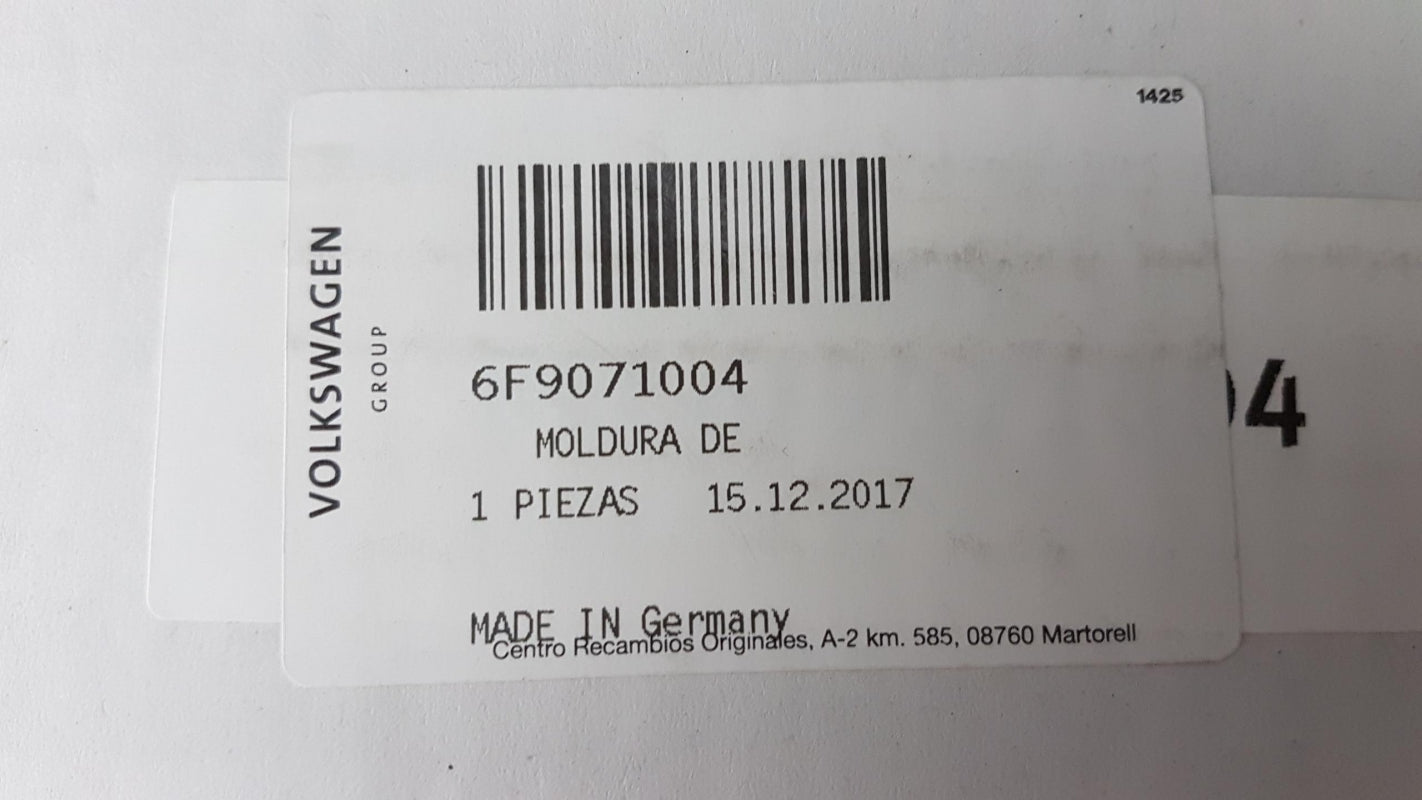 1425
VOLKSWAGEN
GROUP
6F9071004
MOLDURA DE
1 PIEZAS 15.12.2017
04
MADE IN Germany
Centro Recambios Originales, A-2 km. 585, 08760 Martorell